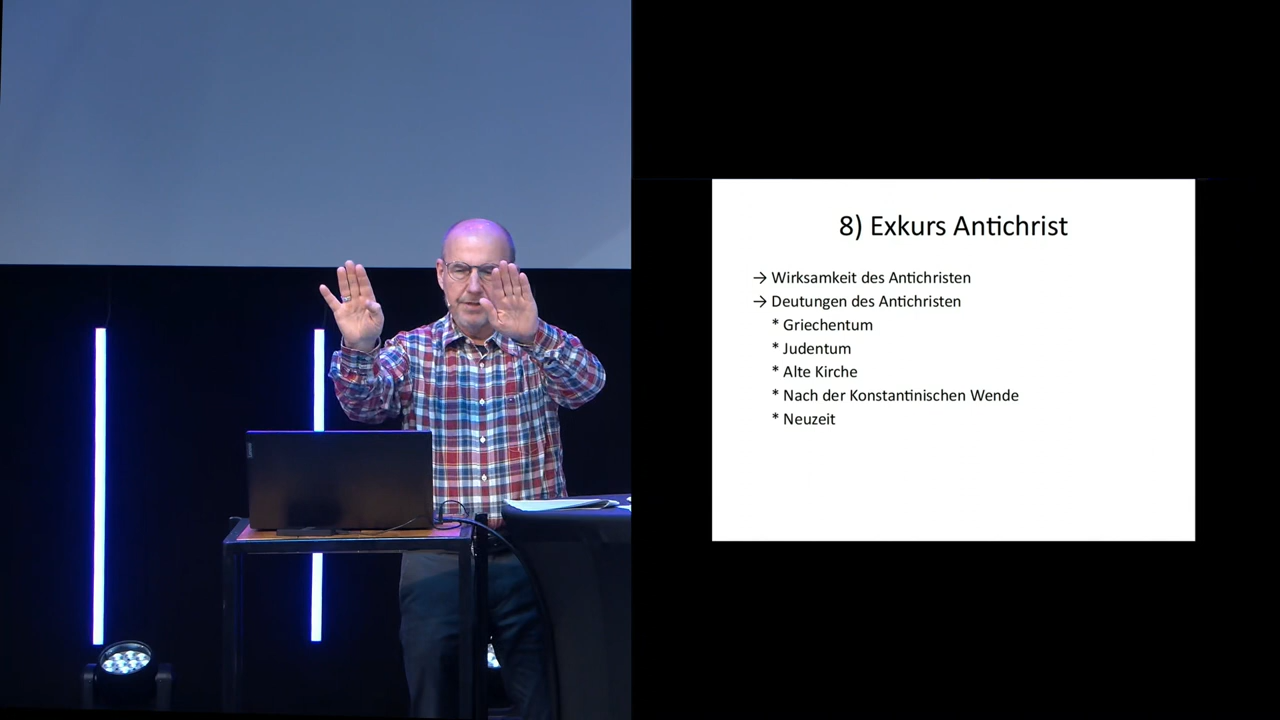 8) Exkurs Antichrist
→ Wirksamkeit des Antichristen
→ Deutungen des Antichristen
* Griechentum
* Judentum
* Alte Kirche
* Nach der Konstantinischen Wende
* Neuzeit